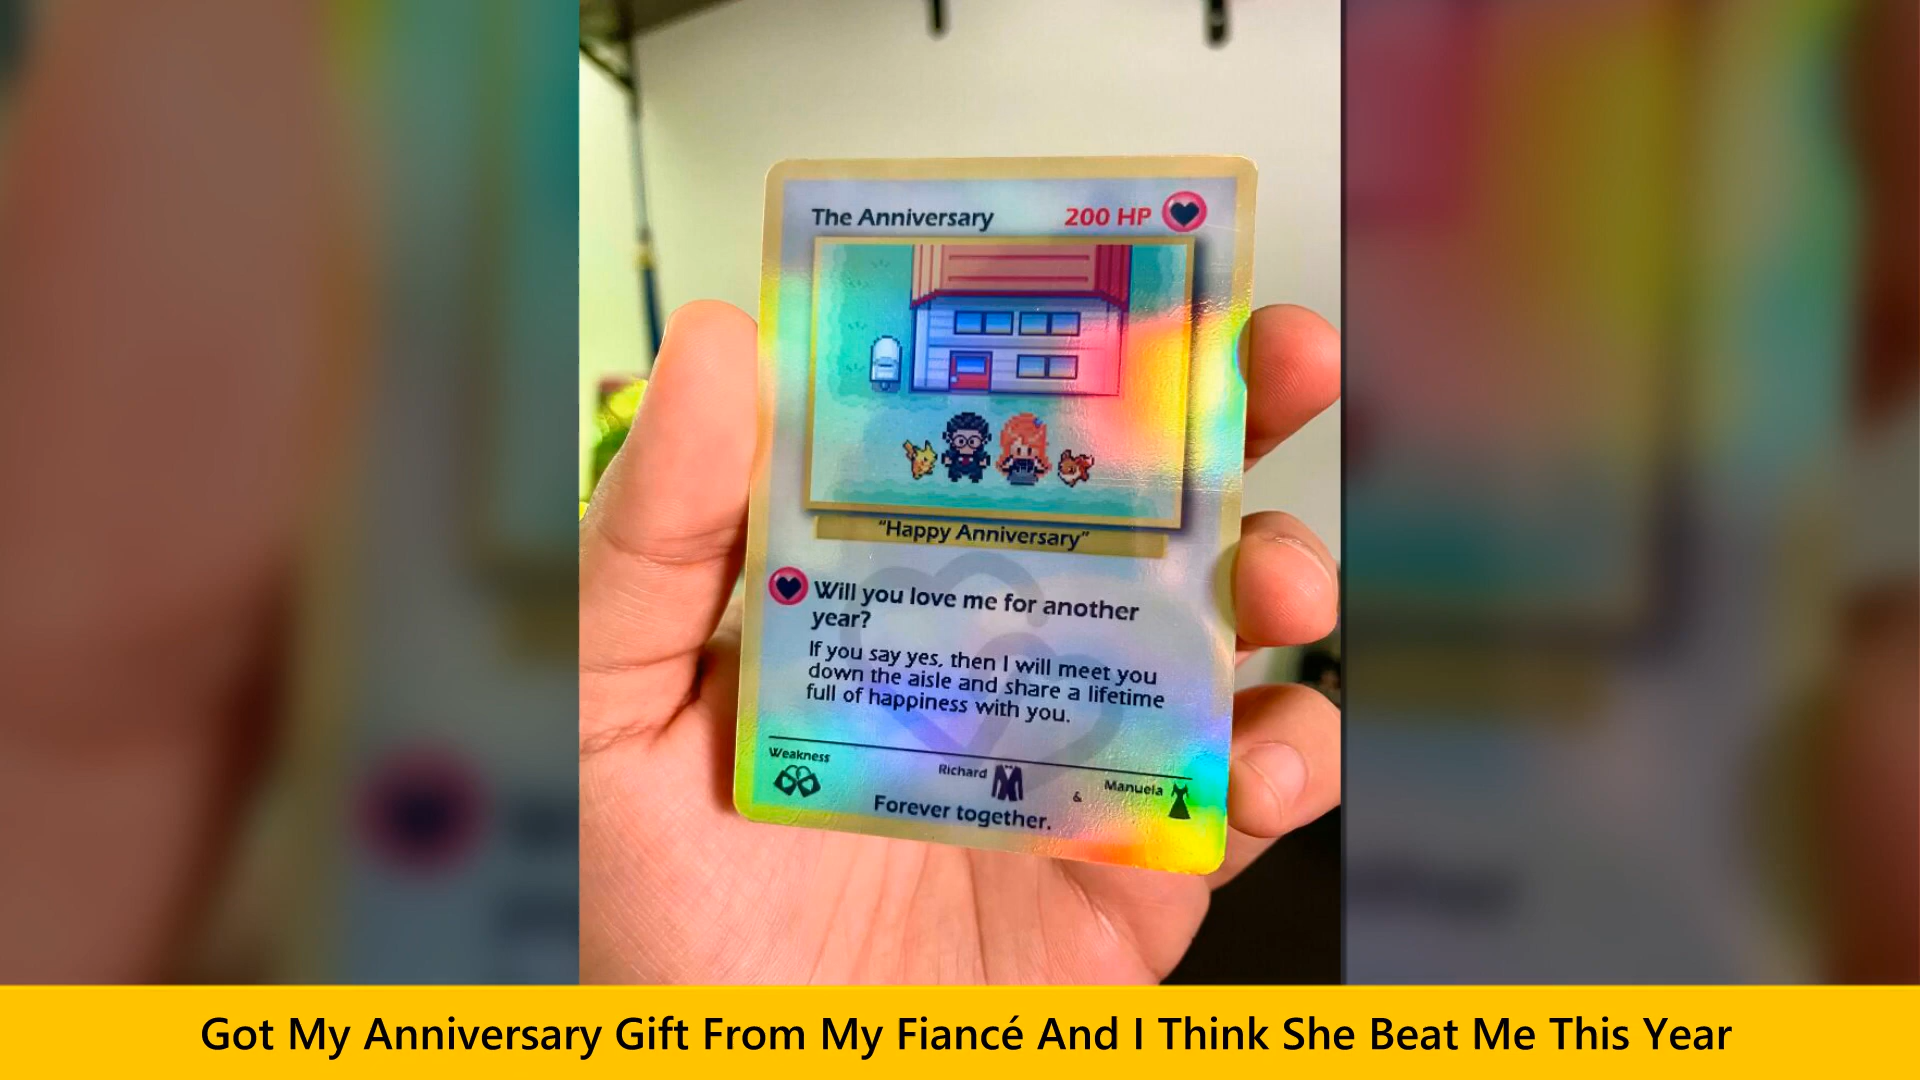 The Anniversary 200 HP
“Happy Anniversary”
Will you love me for another
year?
If you say yes, then I will meet you
down the aisle and share a lifetime
full of happiness with you.
Weakness
Richard & Manuela
Forever together.
Got My Anniversary Gift From My Fiancé And I Think She Beat Me This Year